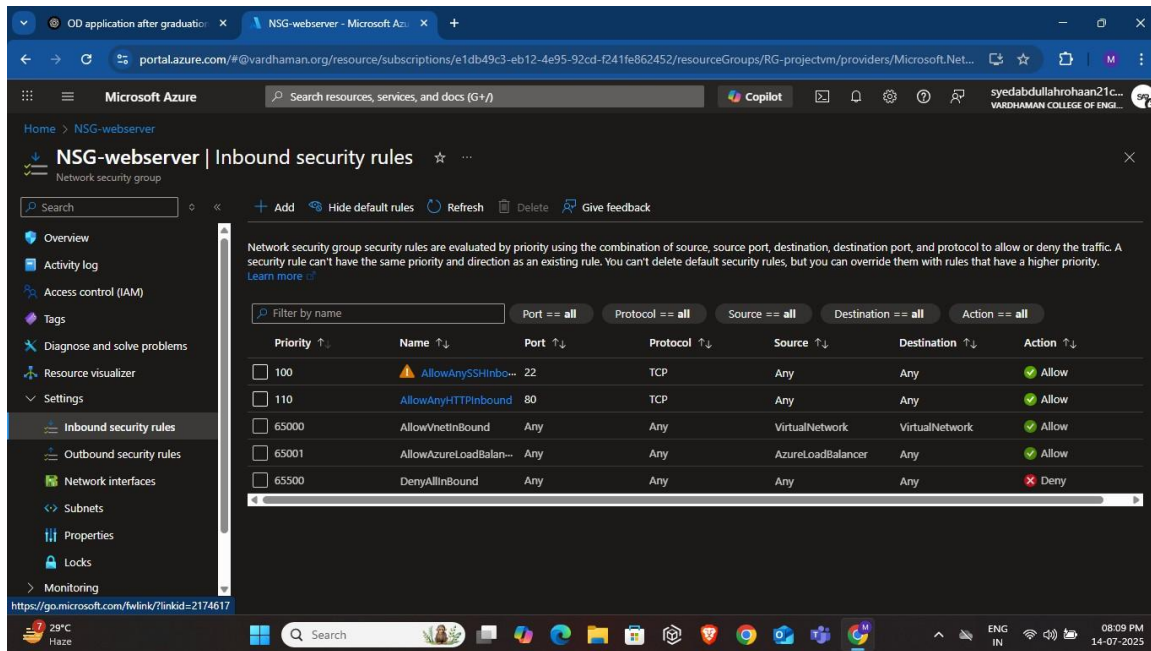 OD application after graduation
NSG-webserver - Microsoft Azu
portal.azure.com/#@vardhaman.org/resource/subscriptions/e1db49c3-eb12-4e95-92cd-f241fe862452/resourceGroups/RG-projectvm/providers/Microsoft.Net...
M
Microsoft Azure
Search resources, services, and docs (G+/)
Copilot
syedabdullahrohaan21c...
VARDHAMAN COLLEGE OF ENGI...
Home > NSG-webserver
NSG-webserver | Inbound security rules
Network security group
Search
Add Hide default rules Refresh Delete Give feedback
Overview
Activity log
Access control (IAM)
Tags
Diagnose and solve problems
Resource visualizer
Settings
Inbound security rules
Outbound security rules
Network interfaces
Subnets
Properties
Locks
Monitoring
Network security group security rules are evaluated by priority using the combination of source, source port, destination, destination port, and protocol to allow or deny the traffic. A
security rule can't have the same priority and direction as an existing rule. You can't delete default security rules, but you can override them with rules that have a higher priority.
Learn more
Filter by name Port == all Protocol == all Source == all Destination == all Action == all
Priority ↑↓ Name ↑↓ Port ↑↓ Protocol ↑↓ Source ↑↓ Destination ↑↓ Action ↑↓
100 AllowAnySSHInbo... 22 TCP Any Any Allow
110 AllowAnyHTTPInbound 80 TCP Any Any Allow
65000 AllowVnetInBound Any Any VirtualNetwork VirtualNetwork Allow
65001 AllowAzureLoadBalan... Any Any AzureLoadBalancer Any Allow
65500 DenyAllInBound Any Any Any Any Deny
https://go.microsoft.com/fwlink/?linkid=2174617
7
29°C
Haze
Search
ENG
IN
08:09 PM
14-07-2025